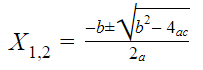 X₁,₂ = (−b±√(b²−4ac))/(2a)